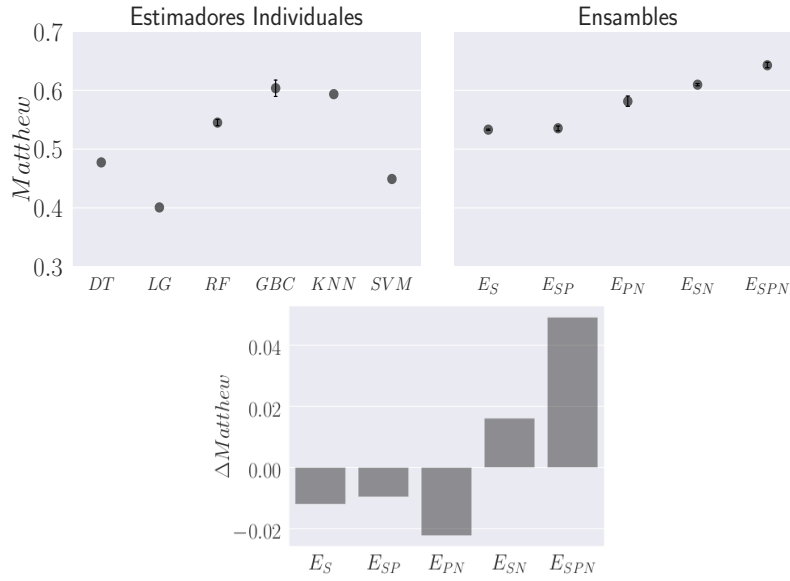 Estimadores Individuales
Ensambles
Matthew
0.7
0.6
0.5
0.4
0.3
DT LG RF GBC KNN SVM
E_S E_SP E_PN E_SN E_SPN
ΔMatthew
0.04
0.02
0.00
−0.02
E_S E_SP E_PN E_SN E_SPN